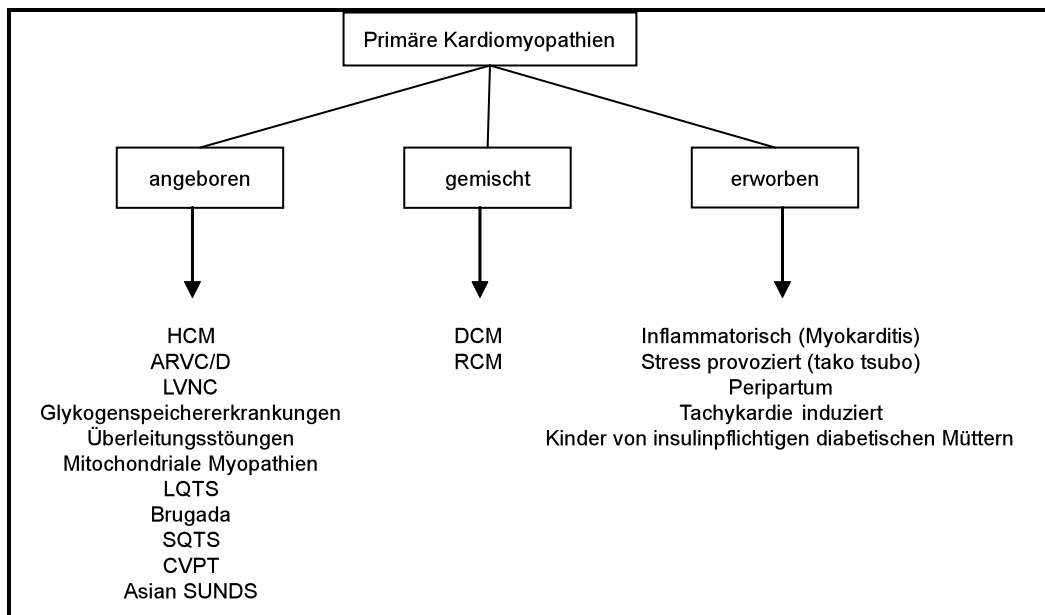 Primäre Kardiomyopathien
angeboren
gemischt
erworben
HCM
ARVC/D
LVNC
Glykogenspeichererkrankungen
Überleitungsstöungen
Mitochondriale Myopathien
LQTS
Brugada
SQTS
CVPT
Asian SUNDS
DCM
RCM
Inflammatorisch (Myokarditis)
Stress provoziert (tako tsubo)
Peripartum
Tachykardie induziert
Kinder von insulinpflichtigen diabetischen Müttern